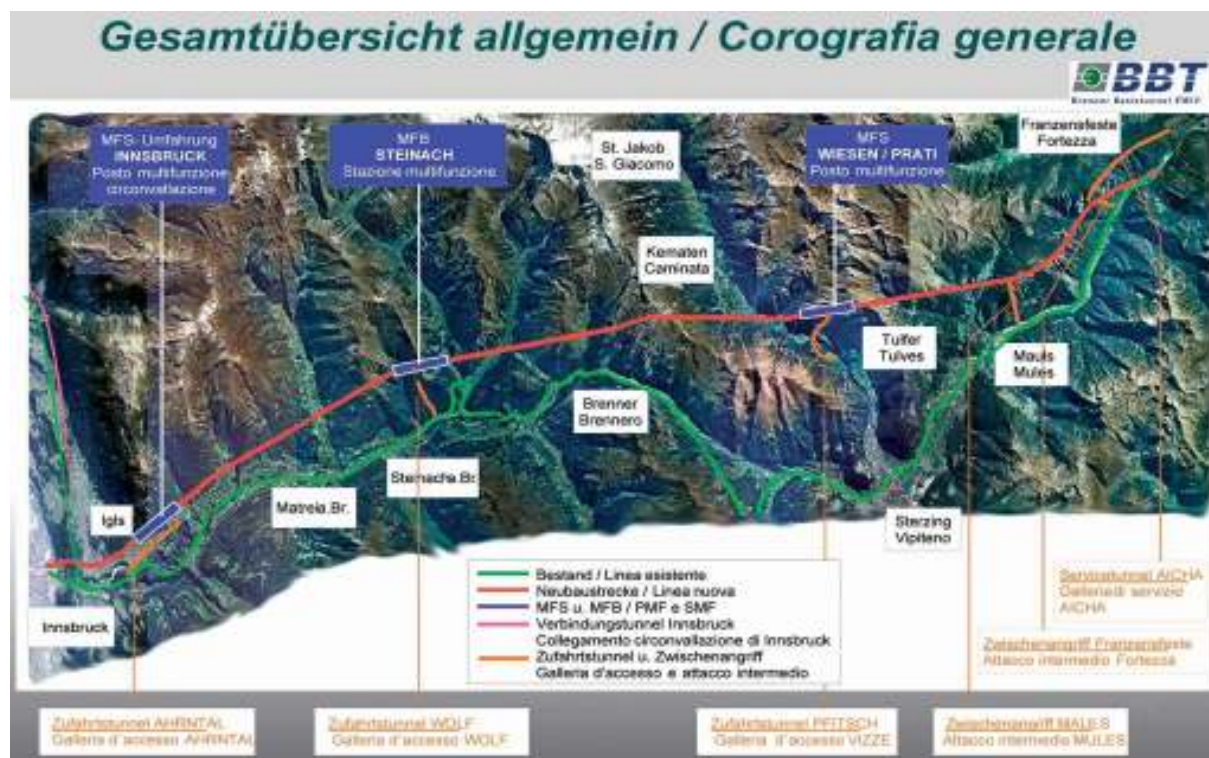 Gesamtübersicht allgemein / Corografia generale
BBT
Brenner Basistunnel
MFS- Umfahrung
INNSBRUCK
Posto multifunzione
circonvallazione
MFB
STEINACH
Stazione multifunzione
St. Jakob
S. Giacomo
MFS
WIESEN / PRATI
Posto multifunzione
Franzensfeste
Fortezza
Kematen
Caminata
Tulfer
Tulves
Mauls
Mules
Brenner
Brennero
Steinacha.Br.
Matreia.Br.
Igls
Sterzing
Vipiteno
Innsbruck
Bestand / Linea esistente
Neubaustrecke / Linea nuova
MFS u. MFB / PMF e SMF
Verbindungstunnel Innsbruck
Collegamento circonvallazione di Innsbruck
Zufahrtstunnel u. Zwischenangriff
Galleria d'accesso e attacco intermedio
Servicetunnel AICHA
Galleria di servizio
AICHA
Zwischenangriff Franzensfeste
Attacco intermedio Fortezza
Zufahrtstunnel AHRNTAL
Galleria d'accesso AHRNTAL
Zufahrtstunnel WOLF
Galleria d'accesso WOLF
Zufahrtstunnel PFITSCH
Galleria d'accesso VIZZE
Zwischenangriff MAULS
Attacco intermedio MULES